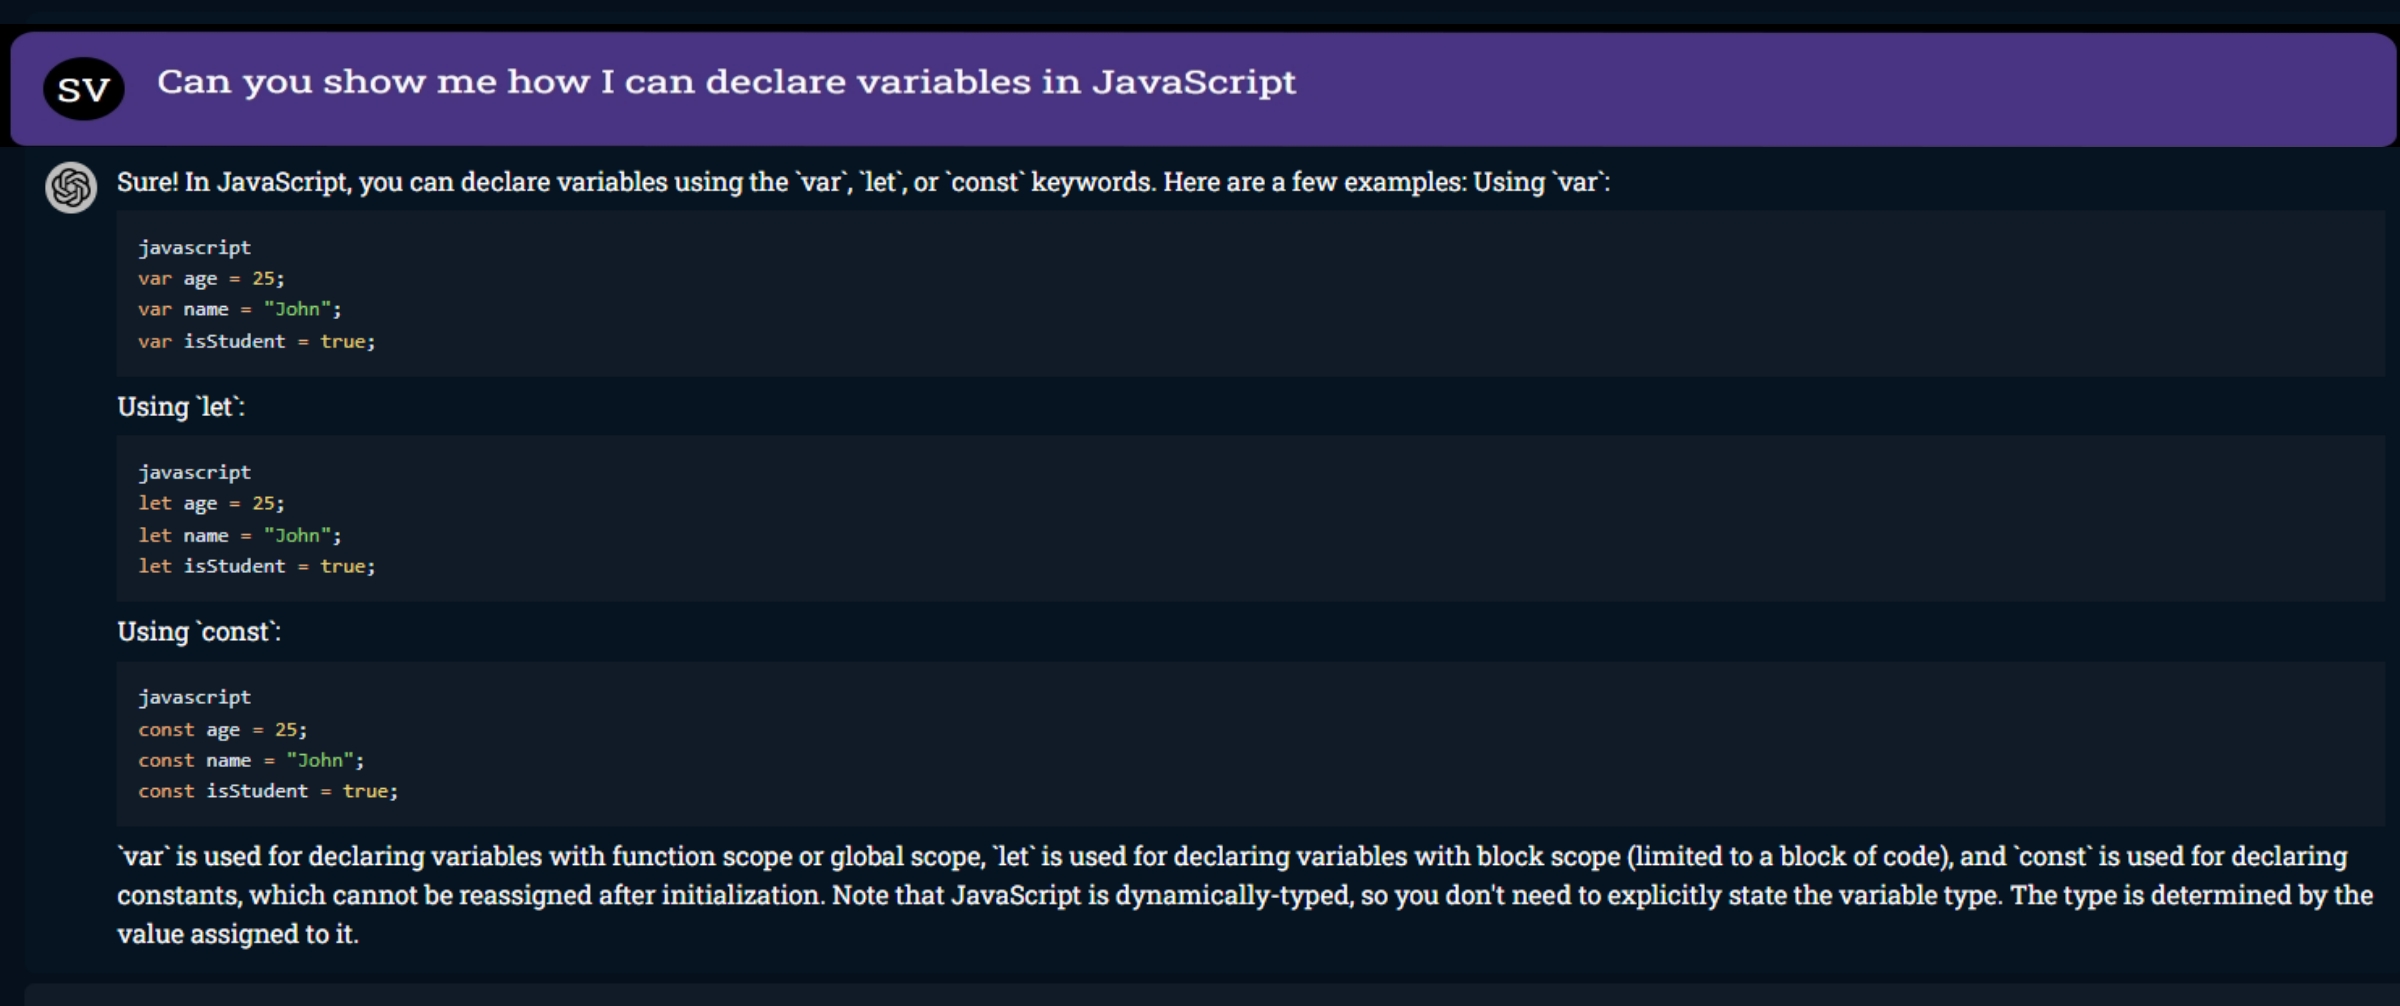 SV
Can you show me how I can declare variables in JavaScript
Sure! In JavaScript, you can declare variables using the `var`, `let`, or `const` keywords. Here are a few examples: Using `var`:
javascript
var age = 25;
var name = "John";
var isStudent = true;
Using `let`:
javascript
let age = 25;
let name = "John";
let isStudent = true;
Using `const`:
javascript
const age = 25;
const name = "John";
const isStudent = true;
`var` is used for declaring variables with function scope or global scope, `let` is used for declaring variables with block scope (limited to a block of code), and `const` is used for declaring
constants, which cannot be reassigned after initialization. Note that JavaScript is dynamically-typed, so you don't need to explicitly state the variable type. The type is determined by the
value assigned to it.